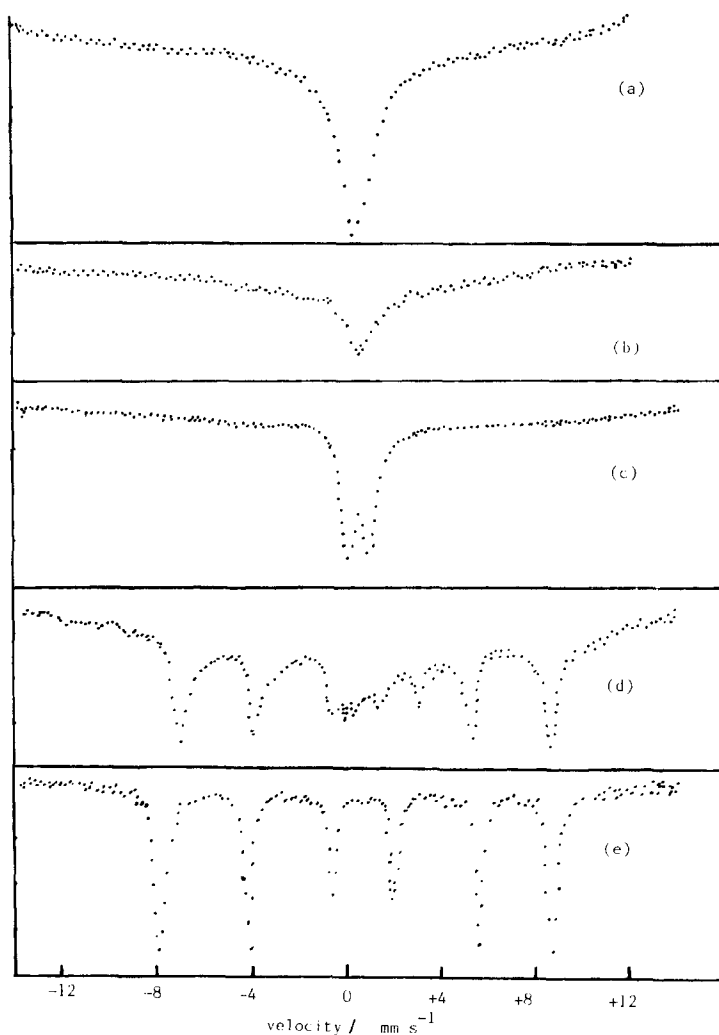 (a)
(b)
(c)
(d)
(e)
-12 -8 -4 0 +4 +8 +12
velocity / mm s⁻¹